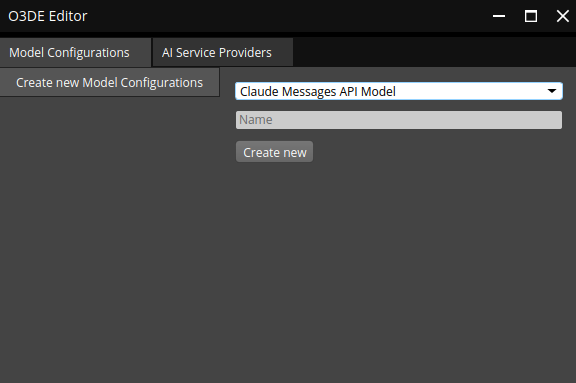 O3DE Editor
Model Configurations
AI Service Providers
Create new Model Configurations
Claude Messages API Model
Name
Create new